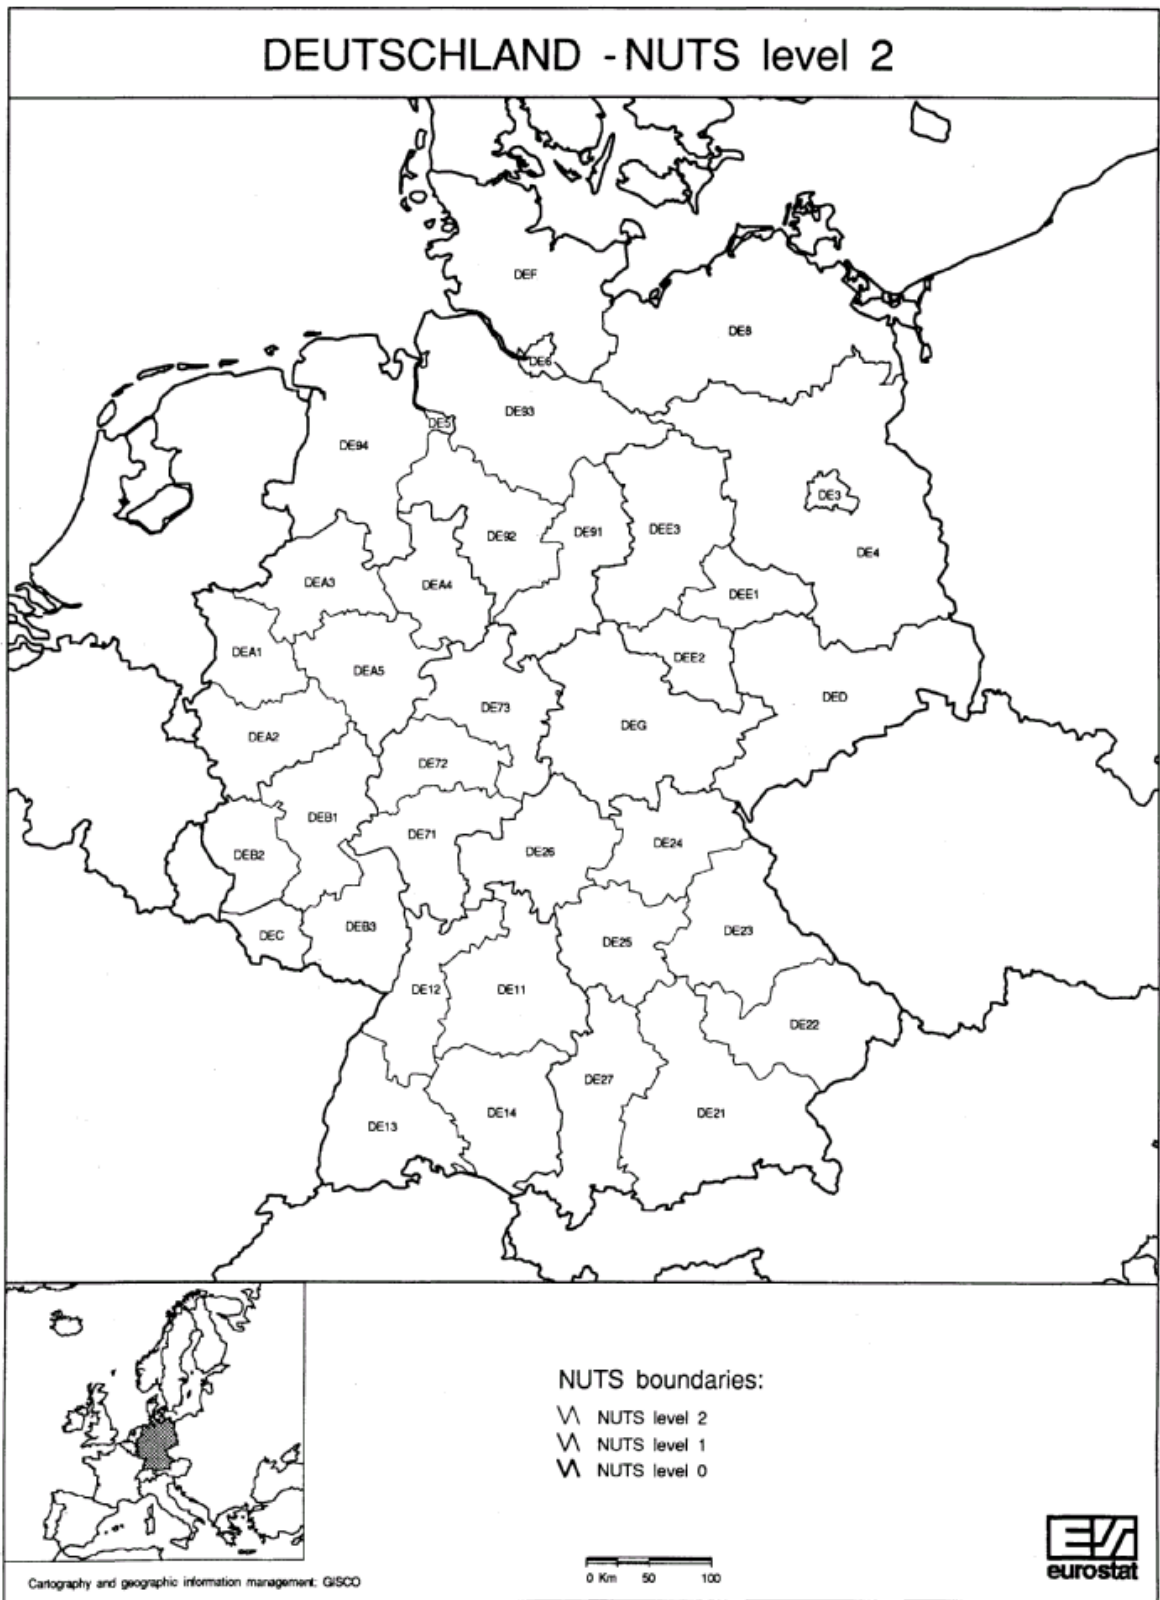 DEUTSCHLAND - NUTS level 2
DEF
DE8
DE6
DE93
DE5
DE94
DE3
DE92
DE91
DEE3
DE4
DEA3
DEA4
DEE1
DEA1
DEA5
DEE2
DED
DE73
DEG
DEA2
DE72
DEB1
DE71
DE24
DE26
DEB2
DEB3
DEC
DE23
DE25
DE12
DE11
DE22
DE27
DE14
DE21
DE13
NUTS boundaries:
NUTS level 2
NUTS level 1
NUTS level 0
0 Km 50 100
eurostat
Cartography and geographic information management: GISCO